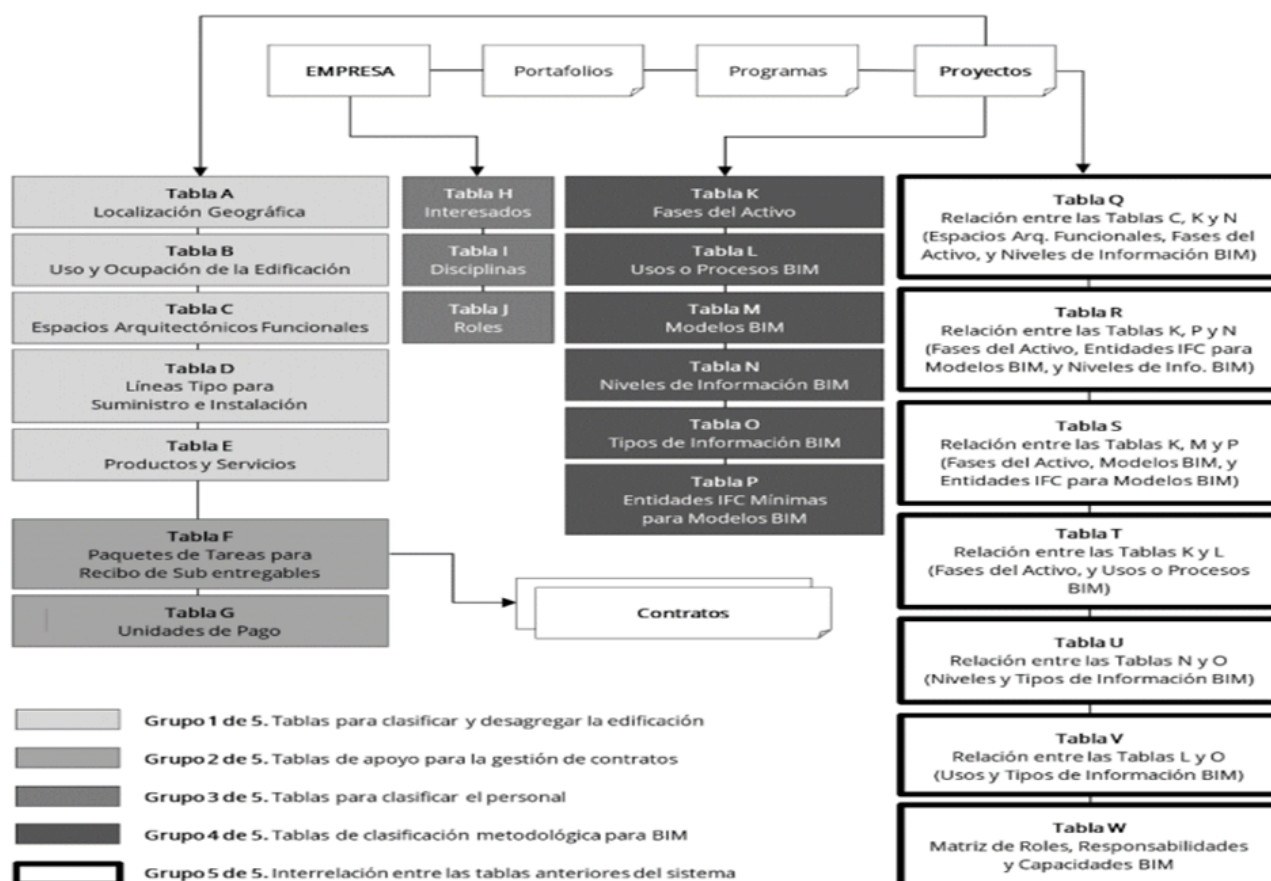 EMPRESA
Portafolios
Programas
Proyectos
Tabla A
Localización Geográfica
Tabla B
Uso y Ocupación de la Edificación
Tabla C
Espacios Arquitectónicos Funcionales
Tabla D
Líneas Tipo para
Suministro e Instalación
Tabla E
Productos y Servicios
Tabla F
Paquetes de Tareas para
Recibo de Sub entregables
Tabla G
Unidades de Pago
Tabla H
Interesados
Tabla I
Disciplinas
Tabla J
Roles
Tabla K
Fases del Activo
Tabla L
Usos o Procesos BIM
Tabla M
Modelos BIM
Tabla N
Niveles de Información BIM
Tabla O
Tipos de Información BIM
Tabla P
Entidades IFC Mínimas
para Modelos BIM
Contratos
Tabla Q
Relación entre las Tablas C, K y N
(Espacios Arq. Funcionales, Fases del
Activo, y Niveles de Información BIM)
Tabla R
Relación entre las Tablas K, P y N
(Fases del Activo, Entidades IFC para
Modelos BIM, y Niveles de Info. BIM)
Tabla S
Relación entre las Tablas K, M y P
(Fases del Activo, Modelos BIM, y
Entidades IFC para Modelos BIM)
Tabla T
Relación entre las Tablas K y L
(Fases del Activo, y Usos o Procesos
BIM)
Tabla U
Relación entre las Tablas N y O
(Niveles y Tipos de Información BIM)
Tabla V
Relación entre las Tablas L y O
(Usos y Tipos de Información BIM)
Tabla W
Matriz de Roles, Responsabilidades
y Capacidades BIM
Grupo 1 de 5. Tablas para clasificar y desagregar la edificación
Grupo 2 de 5. Tablas de apoyo para la gestión de contratos
Grupo 3 de 5. Tablas para clasificar el personal
Grupo 4 de 5. Tablas de clasificación metodológica para BIM
Grupo 5 de 5. Interrelación entre las tablas anteriores del sistema